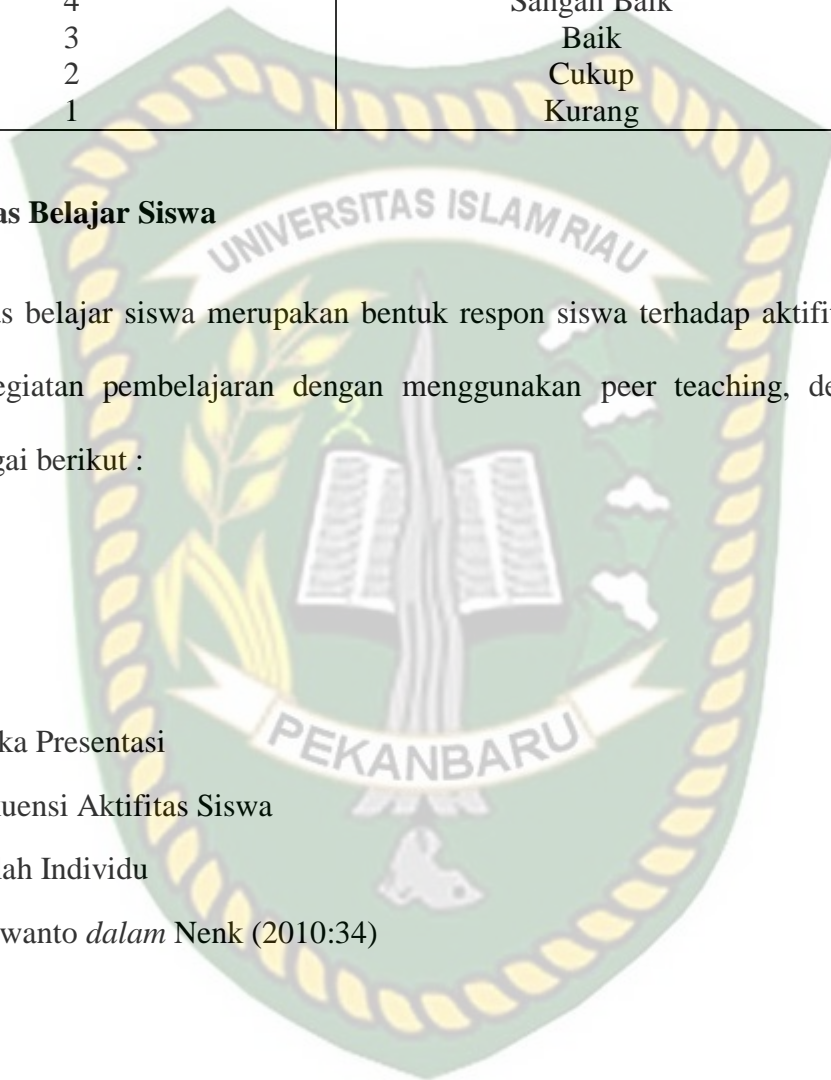 4 Sangan Baik
3 Baik
2 Cukup
1 Kurang
as Belajar Siswa
UNIVERSITAS ISLAM RIAU
s belajar siswa merupakan bentuk respon siswa terhadap aktifit
egiatan pembelajaran dengan menggunakan peer teaching, de
gai berikut :
ka Presentasi
PEKANBARU
uensi Aktifitas Siswa
ah Individu
wanto dalam Nenk (2010:34)